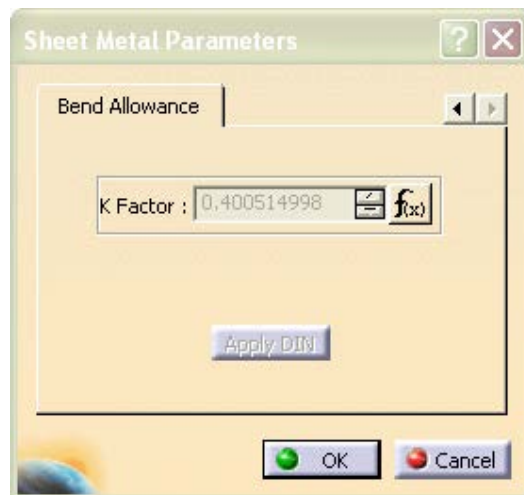 Sheet Metal Parameters
Bend Allowance
K Factor : 0,400514998 f(x)
Apply DIN
OK Cancel